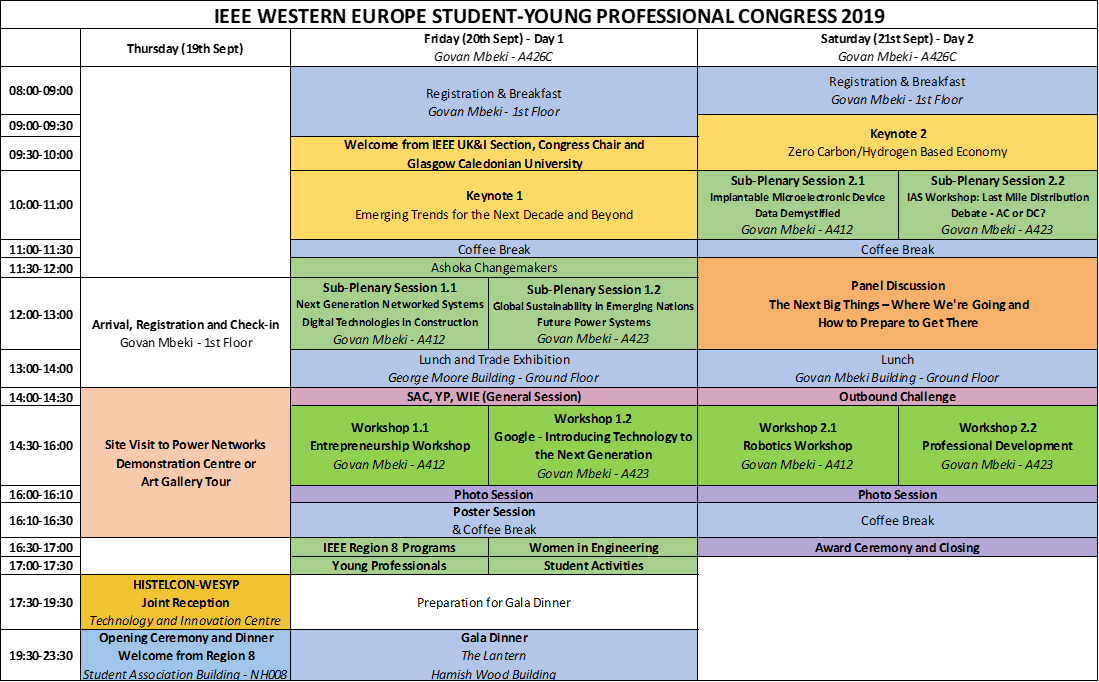 IEEE WESTERN EUROPE STUDENT-YOUNG PROFESSIONAL CONGRESS 2019
Thursday (19th Sept)
Friday (20th Sept) - Day 1
Govan Mbeki - A426C
Saturday (21st Sept) - Day 2
Govan Mbeki - A426C
08:00-09:00
Registration & Breakfast
Govan Mbeki - 1st Floor
Registration & Breakfast
Govan Mbeki - 1st Floor
09:00-09:30
Keynote 2
Zero Carbon/Hydrogen Based Economy
09:30-10:00
Welcome from IEEE UK&I Section, Congress Chair and
Glasgow Caledonian University
10:00-11:00
Keynote 1
Emerging Trends for the Next Decade and Beyond
Sub-Plenary Session 2.1
Implantable Microelectronic Device
Data Demystified
Govan Mbeki - A412
Sub-Plenary Session 2.2
IAS Workshop: Last Mile Distribution
Debate - AC or DC?
Govan Mbeki - A423
11:00-11:30
Coffee Break
Coffee Break
11:30-12:00
Ashoka Changemakers
Panel Discussion
The Next Big Things – Where We're Going and
How to Prepare to Get There
12:00-13:00
Arrival, Registration and Check-in
Govan Mbeki - 1st Floor
Sub-Plenary Session 1.1
Next Generation Networked Systems
Digital Technologies in Construction
Govan Mbeki - A412
Sub-Plenary Session 1.2
Global Sustainability in Emerging Nations
Future Power Systems
Govan Mbeki - A423
13:00-14:00
Lunch and Trade Exhibition
George Moore Building - Ground Floor
Lunch
Govan Mbeki Building - Ground Floor
14:00-14:30
Site Visit to Power Networks
Demonstration Centre or
Art Gallery Tour
SAC, YP, WIE (General Session)
Outbound Challenge
14:30-16:00
Workshop 1.1
Entrepreneurship Workshop
Govan Mbeki - A412
Workshop 1.2
Google - Introducing Technology to
the Next Generation
Govan Mbeki - A423
Workshop 2.1
Robotics Workshop
Govan Mbeki - A412
Workshop 2.2
Professional Development
Govan Mbeki - A423
16:00-16:10
Photo Session
Photo Session
16:10-16:30
Poster Session
& Coffee Break
Coffee Break
16:30-17:00
IEEE Region 8 Programs
Women in Engineering
Award Ceremony and Closing
17:00-17:30
Young Professionals
Student Activities
17:30-19:30
HISTELCON-WESYP
Joint Reception
Technology and Innovation Centre
Preparation for Gala Dinner
19:30-23:30
Opening Ceremony and Dinner
Welcome from Region 8
Student Association Building - NH008
Gala Dinner
The Lantern
Hamish Wood Building